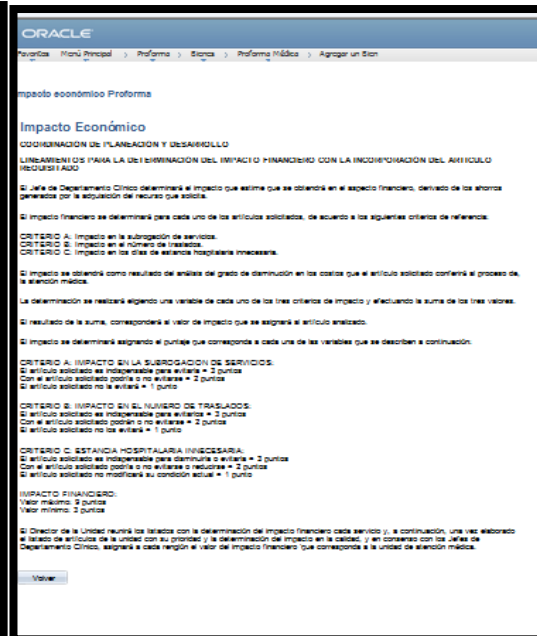 ORACLE
Favoritos Menú Principal > Proforma > Bienes > Proforma Médica > Agregar un Bien
mpacto económico Proforma
Impacto Económico
COORDINACIÓN DE PLANEACIÓN Y DESARROLLO
LINEAMIENTOS PARA LA DETERMINACIÓN DEL IMPACTO FINANCIERO CON LA INCORPORACIÓN DEL ARTICULO
REQUISITADO
El Jefe de Departamento Clínico determinará el impacto que estime que se obtendrá en el aspecto financiero, derivado de los ahorros
generados por la adquisición del recurso que solicita.
El impacto financiero se determinará para cada uno de los artículos solicitados, de acuerdo a los siguientes criterios de referencia.
CRITERIO A: Impacto en la subrogación de servicios.
CRITERIO B: Impacto en el número de traslados.
CRITERIO C: Impacto en los días de estancia hospitalaria innecesaria.
El impacto se obtendrá como resultado del análisis del grado de disminución en los costos que el artículo solicitado conferirá al proceso de,
la atención médica.
La determinación se realizará eligiendo una variable de cada uno de los tres criterios de impacto y efectuando la suma de los tres valores.
El resultado de la suma, corresponderá al valor de impacto que se asignará al artículo analizado.
El impacto se determinará asignando el puntaje que corresponda a cada una de las variables que se describen a continuación.
CRITERIO A: IMPACTO EN LA SUBROGACION DE SERVICIOS:
El artículo solicitado es indispensable para evitarla = 3 puntos
Con el artículo solicitado podría o no evitarse = 2 puntos
El artículo solicitado no la evitará = 1 punto
CRITERIO B: IMPACTO EN EL NUMERO DE TRASLADOS:
El artículo solicitado es indispensable para evitarlos = 3 puntos
Con el artículo solicitado podrán o no evitarse = 2 puntos
El artículo solicitado no los evitará = 1 punto
CRITERIO C: ESTANCIA HOSPITALARIA INNECESARIA:
El artículo solicitado es indispensable para disminuirla o evitarla = 3 puntos
Con el artículo solicitado podría o no evitarse o reducirse = 2 puntos
El artículo solicitado no modificará su condición actual = 1 punto
IMPACTO FINANCIERO:
Valor máximo: 9 puntos
Valor mínimo: 3 puntos
El Director de la Unidad reunirá los listados con la determinación del impacto financiero cada servicio y, a continuación, una vez elaborado
el listado de artículos de la unidad con su prioridad y la determinación del impacto en la calidad, y en consenso con los Jefes de
Departamento Clínico, asignará a cada renglón el valor del impacto financiero 'que corresponda a la unidad de atención médica.
Volver